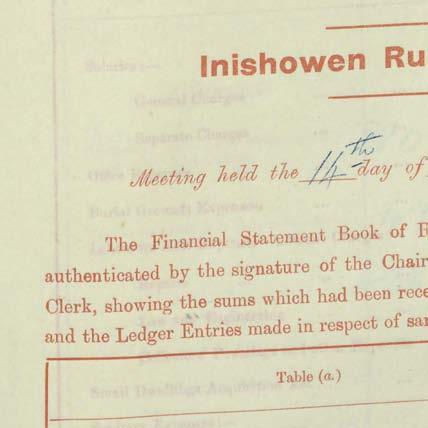 Inishowen Ru
Meeting held the 14th day of
The Financial Statement Book of R
authenticated by the signature of the Chair
Clerk, showing the sums which had been rece
and the Ledger Entries made in respect of sa
Table (a.)